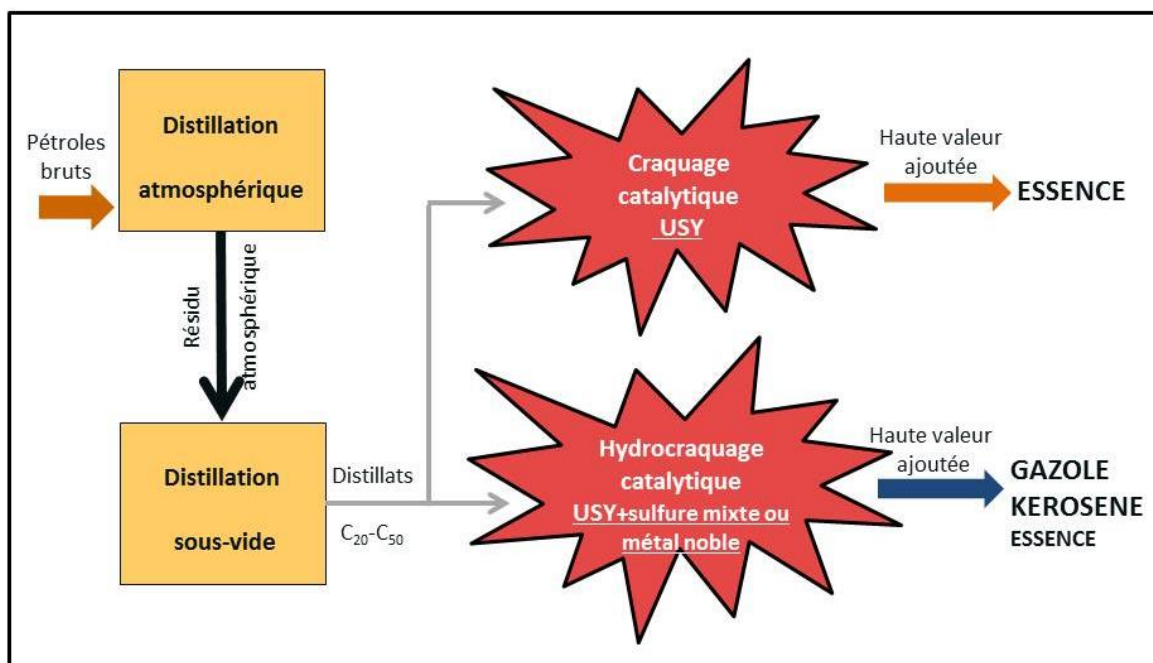 Pétroles
bruts
Distillation
atmosphérique
Résidu
atmosphérique
Distillation
sous-vide
Distillats
C₂₀-C₅₀
Craquage
catalytique
USY
Haute valeur
ajoutée
ESSENCE
Hydrocraquage
catalytique
USY+sulfure mixte ou
métal noble
Haute valeur
ajoutée
GAZOLE
KEROSENE
ESSENCE